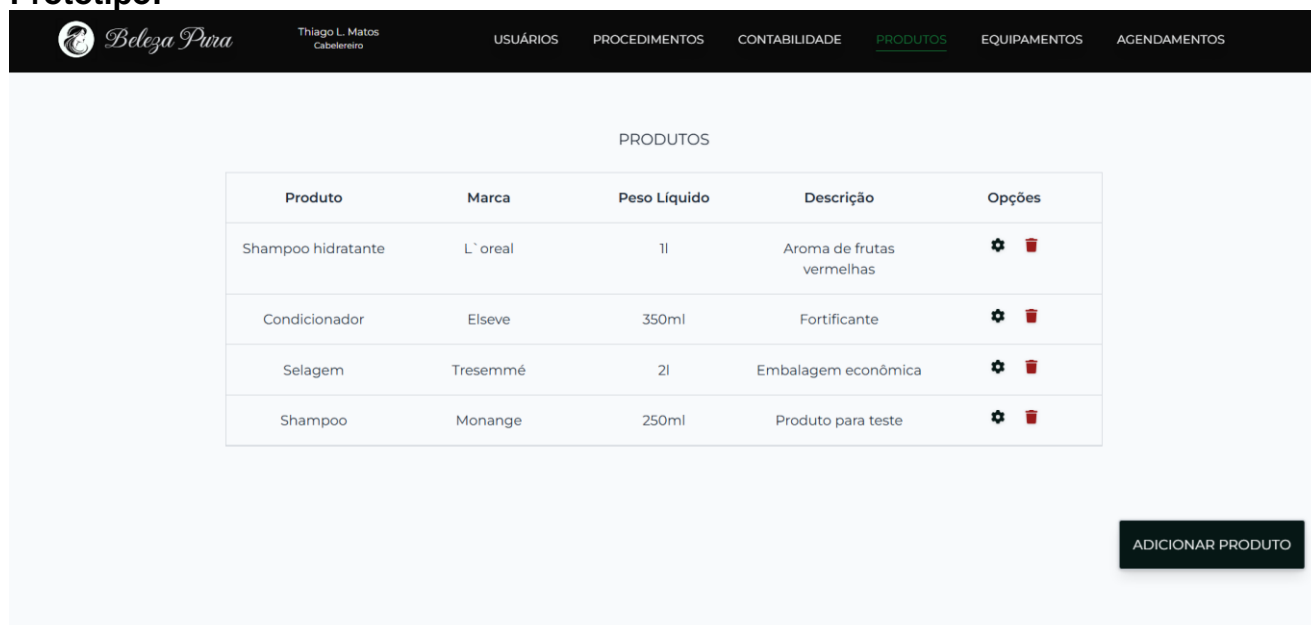 Protótipo:
Beleza Pura
Thiago L. Matos
Cabelereiro
USUÁRIOS PROCEDIMENTOS CONTABILIDADE PRODUTOS EQUIPAMENTOS AGENDAMENTOS
PRODUTOS
Produto Marca Peso Líquido Descrição Opções
Shampoo hidratante L`oreal 1l Aroma de frutas
vermelhas
Condicionador Elseve 350ml Fortificante
Selagem Tresemmé 2l Embalagem econômica
Shampoo Monange 250ml Produto para teste
ADICIONAR PRODUTO